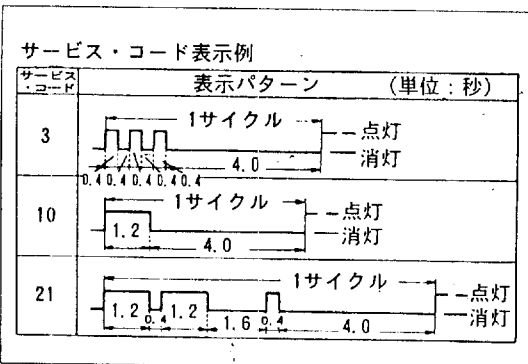 サービス・コード表示例
サービス・コード 表示パターン (単位:秒)
3
1サイクル
点灯
消灯
4.0
0.4 0.4 0.4 0.4 0.4
10
1サイクル
点灯
消灯
1.2 4.0
21
1サイクル
点灯
消灯
1.2 0.4 1.2 1.6 0.4 4.0